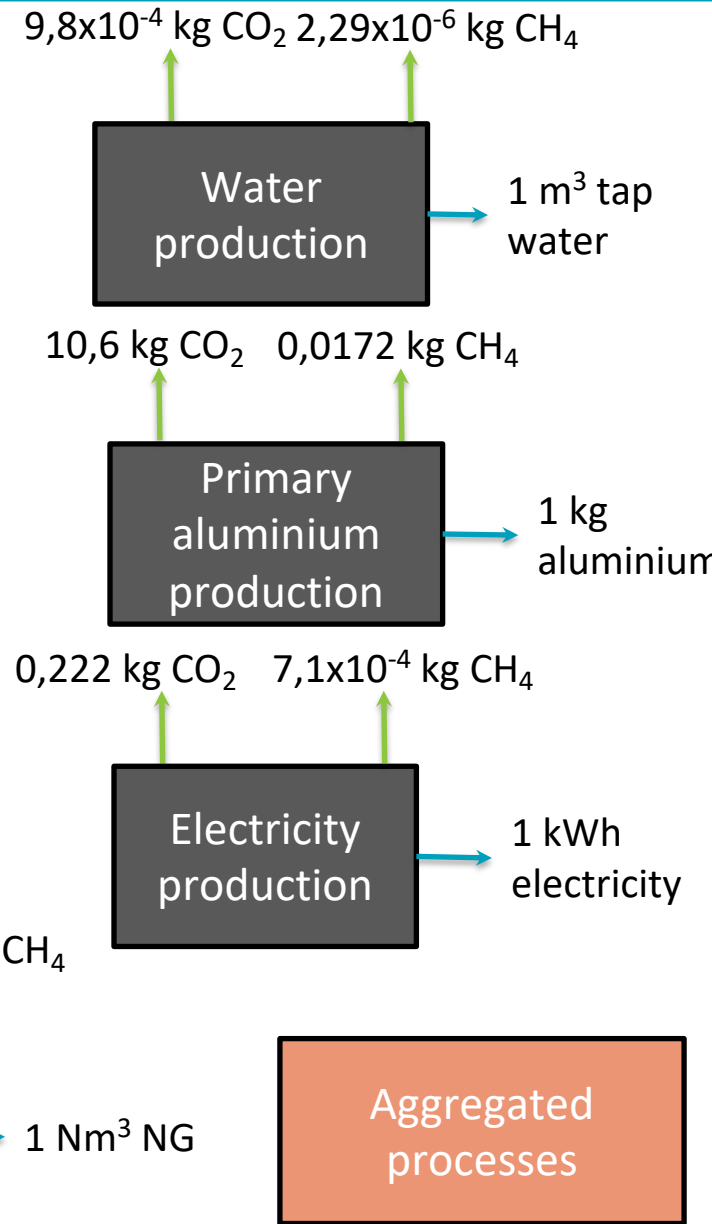 9,8x10⁻⁴ kg CO₂ 2,29x10⁻⁶ kg CH₄
Water
production
1 m³ tap
water
10,6 kg CO₂ 0,0172 kg CH₄
Primary
aluminium
production
1 kg
aluminium
0,222 kg CO₂ 7,1x10⁻⁴ kg CH₄
Electricity
production
1 kWh
electricity
CH₄
1 Nm³ NG
Aggregated
processes